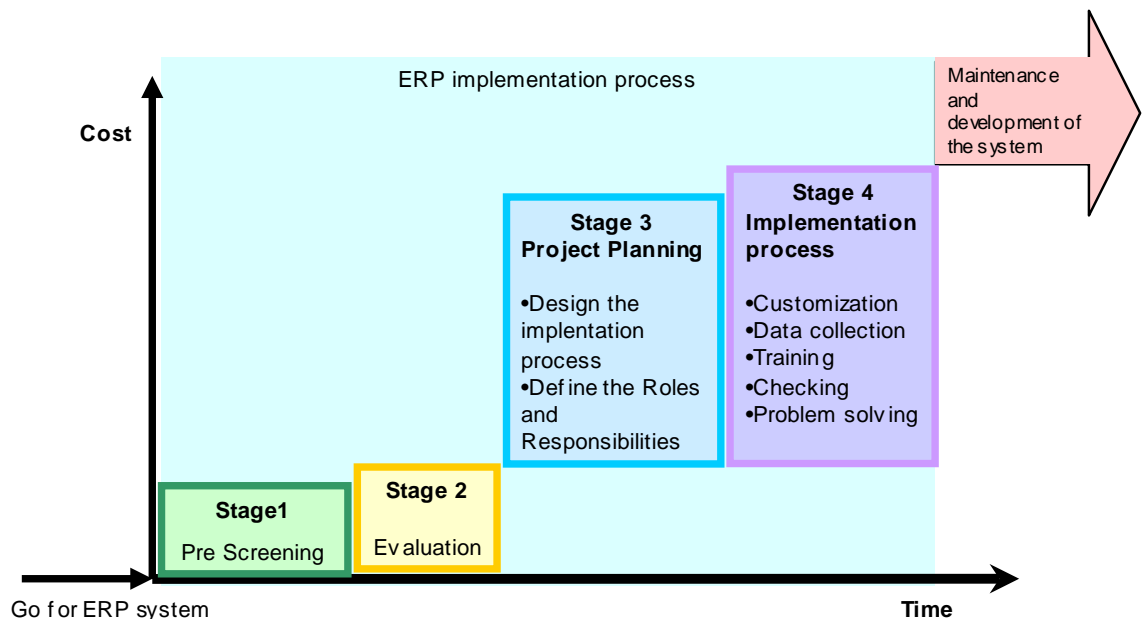 ERP implementation process
Maintenance
and
development of
the system
Cost
Stage 3
Project Planning
•Design the
implentation
process
•Define the Roles
and
Responsibilities
Stage 4
Implementation
process
•Customization
•Data collection
•Training
•Checking
•Problem solving
Stage1
Pre Screening
Stage 2
Evaluation
Go for ERP system
Time